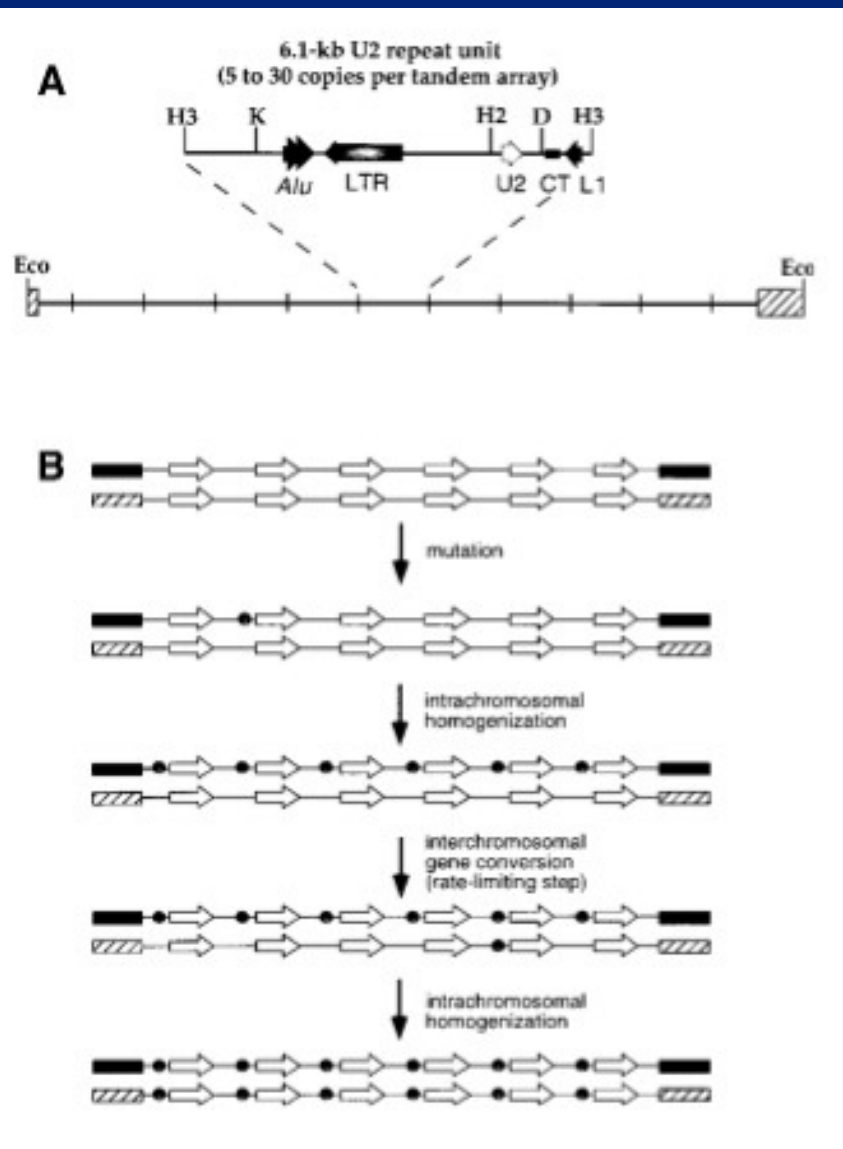 A
6.1-kb U2 repeat unit
(5 to 30 copies per tandem array)
H3 K H2 D H3
Alu LTR U2 CT L1
Eco Eco
B
mutation
intrachromosomal
homogenization
interchromosomal
gene conversion
(rate-limiting step)
intrachromosomal
homogenization